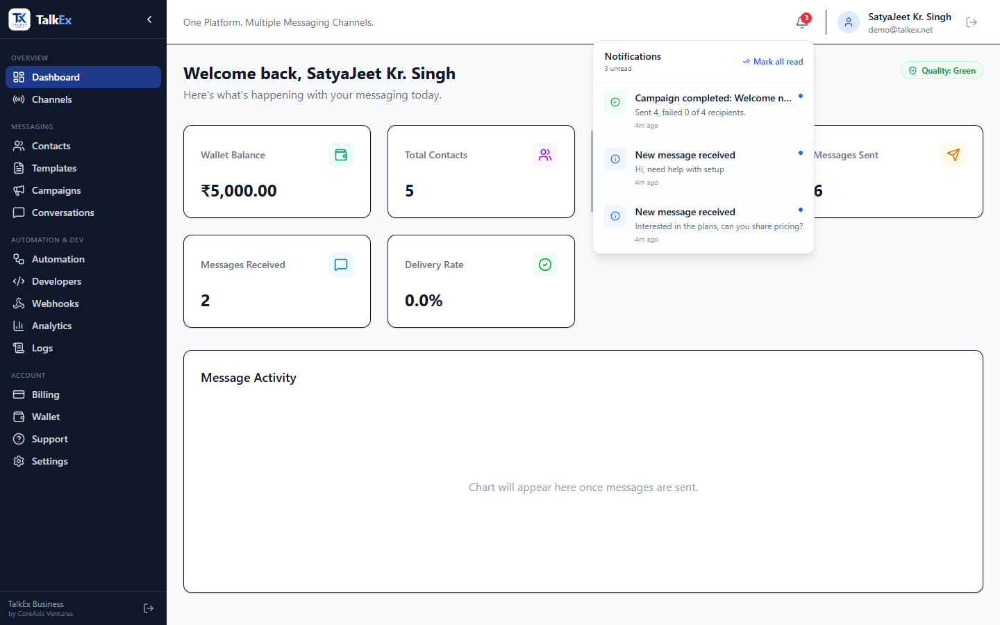 TalkEx
OVERVIEW
Dashboard
Channels
MESSAGING
Contacts
Templates
Campaigns
Conversations
AUTOMATION & DEV
Automation
Developers
Webhooks
Analytics
Logs
ACCOUNT
Billing
Wallet
Support
Settings
TalkEx Business
by CoreAxis Ventures
One Platform. Multiple Messaging Channels.
3
SatyaJeet Kr. Singh
demo@talkex.net
Welcome back, SatyaJeet Kr. Singh
Here's what's happening with your messaging today.
Quality: Green
Notifications
3 unread
Mark all read
Campaign completed: Welcome n...
Sent 4, failed 0 of 4 recipients.
4m ago
New message received
Hi, need help with setup
4m ago
New message received
Interested in the plans, can you share pricing?
4m ago
Wallet Balance
₹5,000.00
Total Contacts
5
Messages Sent
6
Messages Received
2
Delivery Rate
0.0%
Message Activity
Chart will appear here once messages are sent.